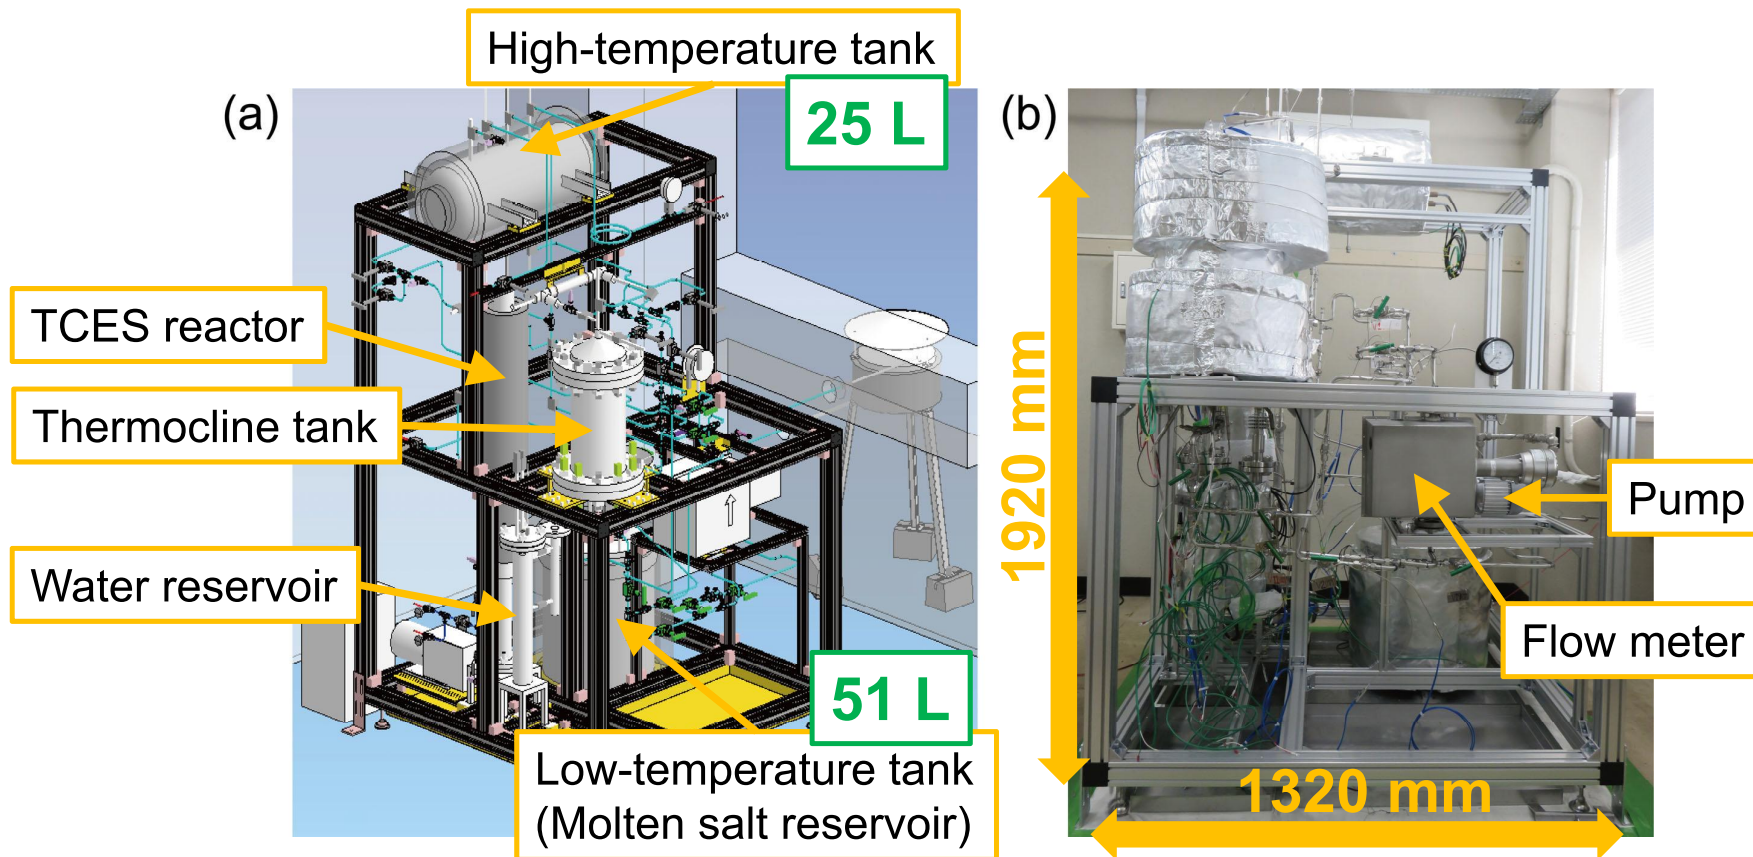 High-temperature tank
(a)
25 L
(b)
TCES reactor
Thermocline tank
1920 mm
Pump
Water reservoir
Flow meter
51 L
Low-temperature tank
(Molten salt reservoir)
1320 mm